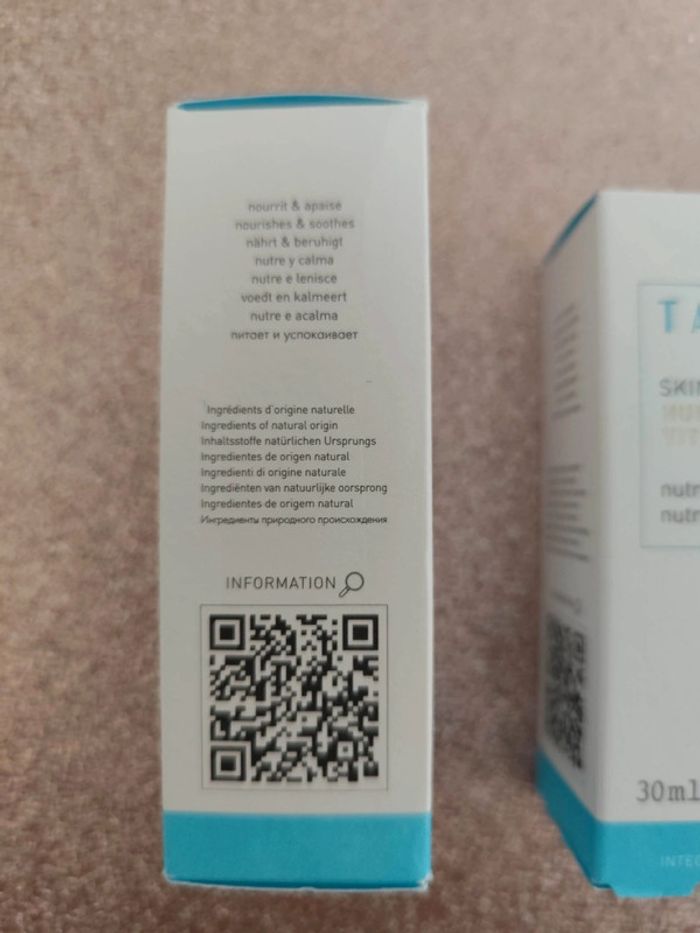 nourrit & apaise
nourishes & soothes
nährt & beruhigt
nutre y calma
nutre e lenisce
voedt en kalmeert
nutre e acalma
питает и успокаивает
Ingrédients d'origine naturelle
Ingredients of natural origin
Inhaltsstoffe natürlichen Ursprungs
Ingredientes de origen natural
Ingredienti di origine naturale
Ingrediënten van natuurlijke oorsprong
Ingredientes de origem natural
Ингредиенты природного происхождения
INFORMATION
TA
SKIN
nutr
nutr
30ml
INTEG